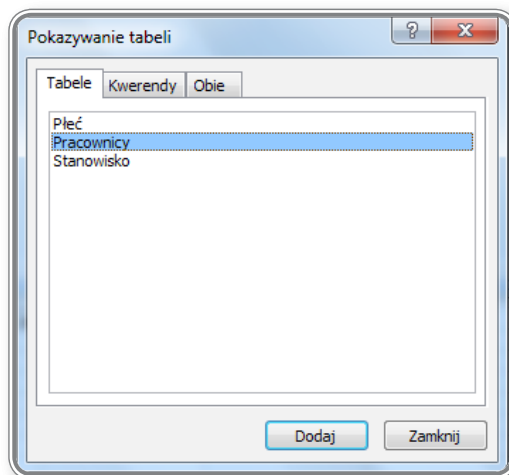 Pokazywanie tabeli
?
Tabele Kwerendy Obie
Płeć
Pracownicy
Stanowisko
Dodaj Zamknij